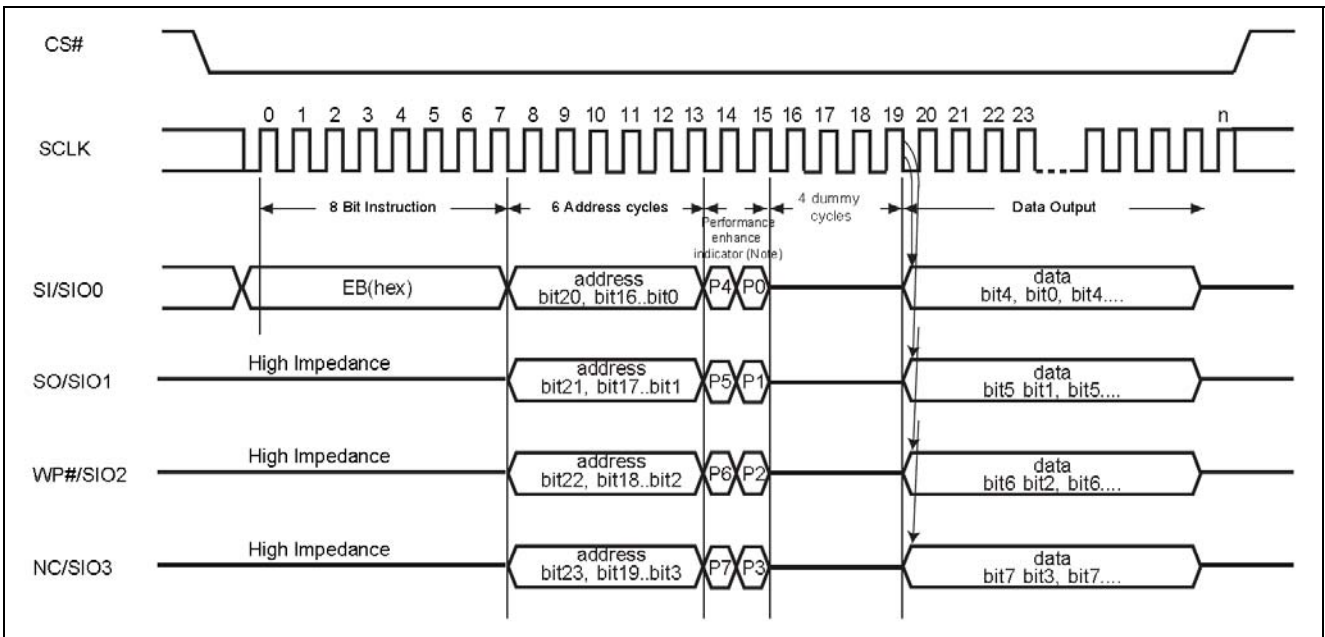 CS#
0 1 2 3 4 5 6 7 8 9 10 11 12 13 14 15 16 17 18 19 20 21 22 23 n
SCLK
8 Bit Instruction
6 Address cycles
Performance
enhance
indicator (Note)
4 dummy
cycles
Data Output
SI/SIO0
EB(hex)
address
bit20, bit16..bit0
P4 P0
data
bit4, bit0, bit4....
SO/SIO1
High Impedance
address
bit21, bit17..bit1
P5 P1
data
bit5 bit1, bit5....
WP#/SIO2
High Impedance
address
bit22, bit18..bit2
P6 P2
data
bit6 bit2, bit6....
NC/SIO3
High Impedance
address
bit23, bit19..bit3
P7 P3
data
bit7 bit3, bit7....